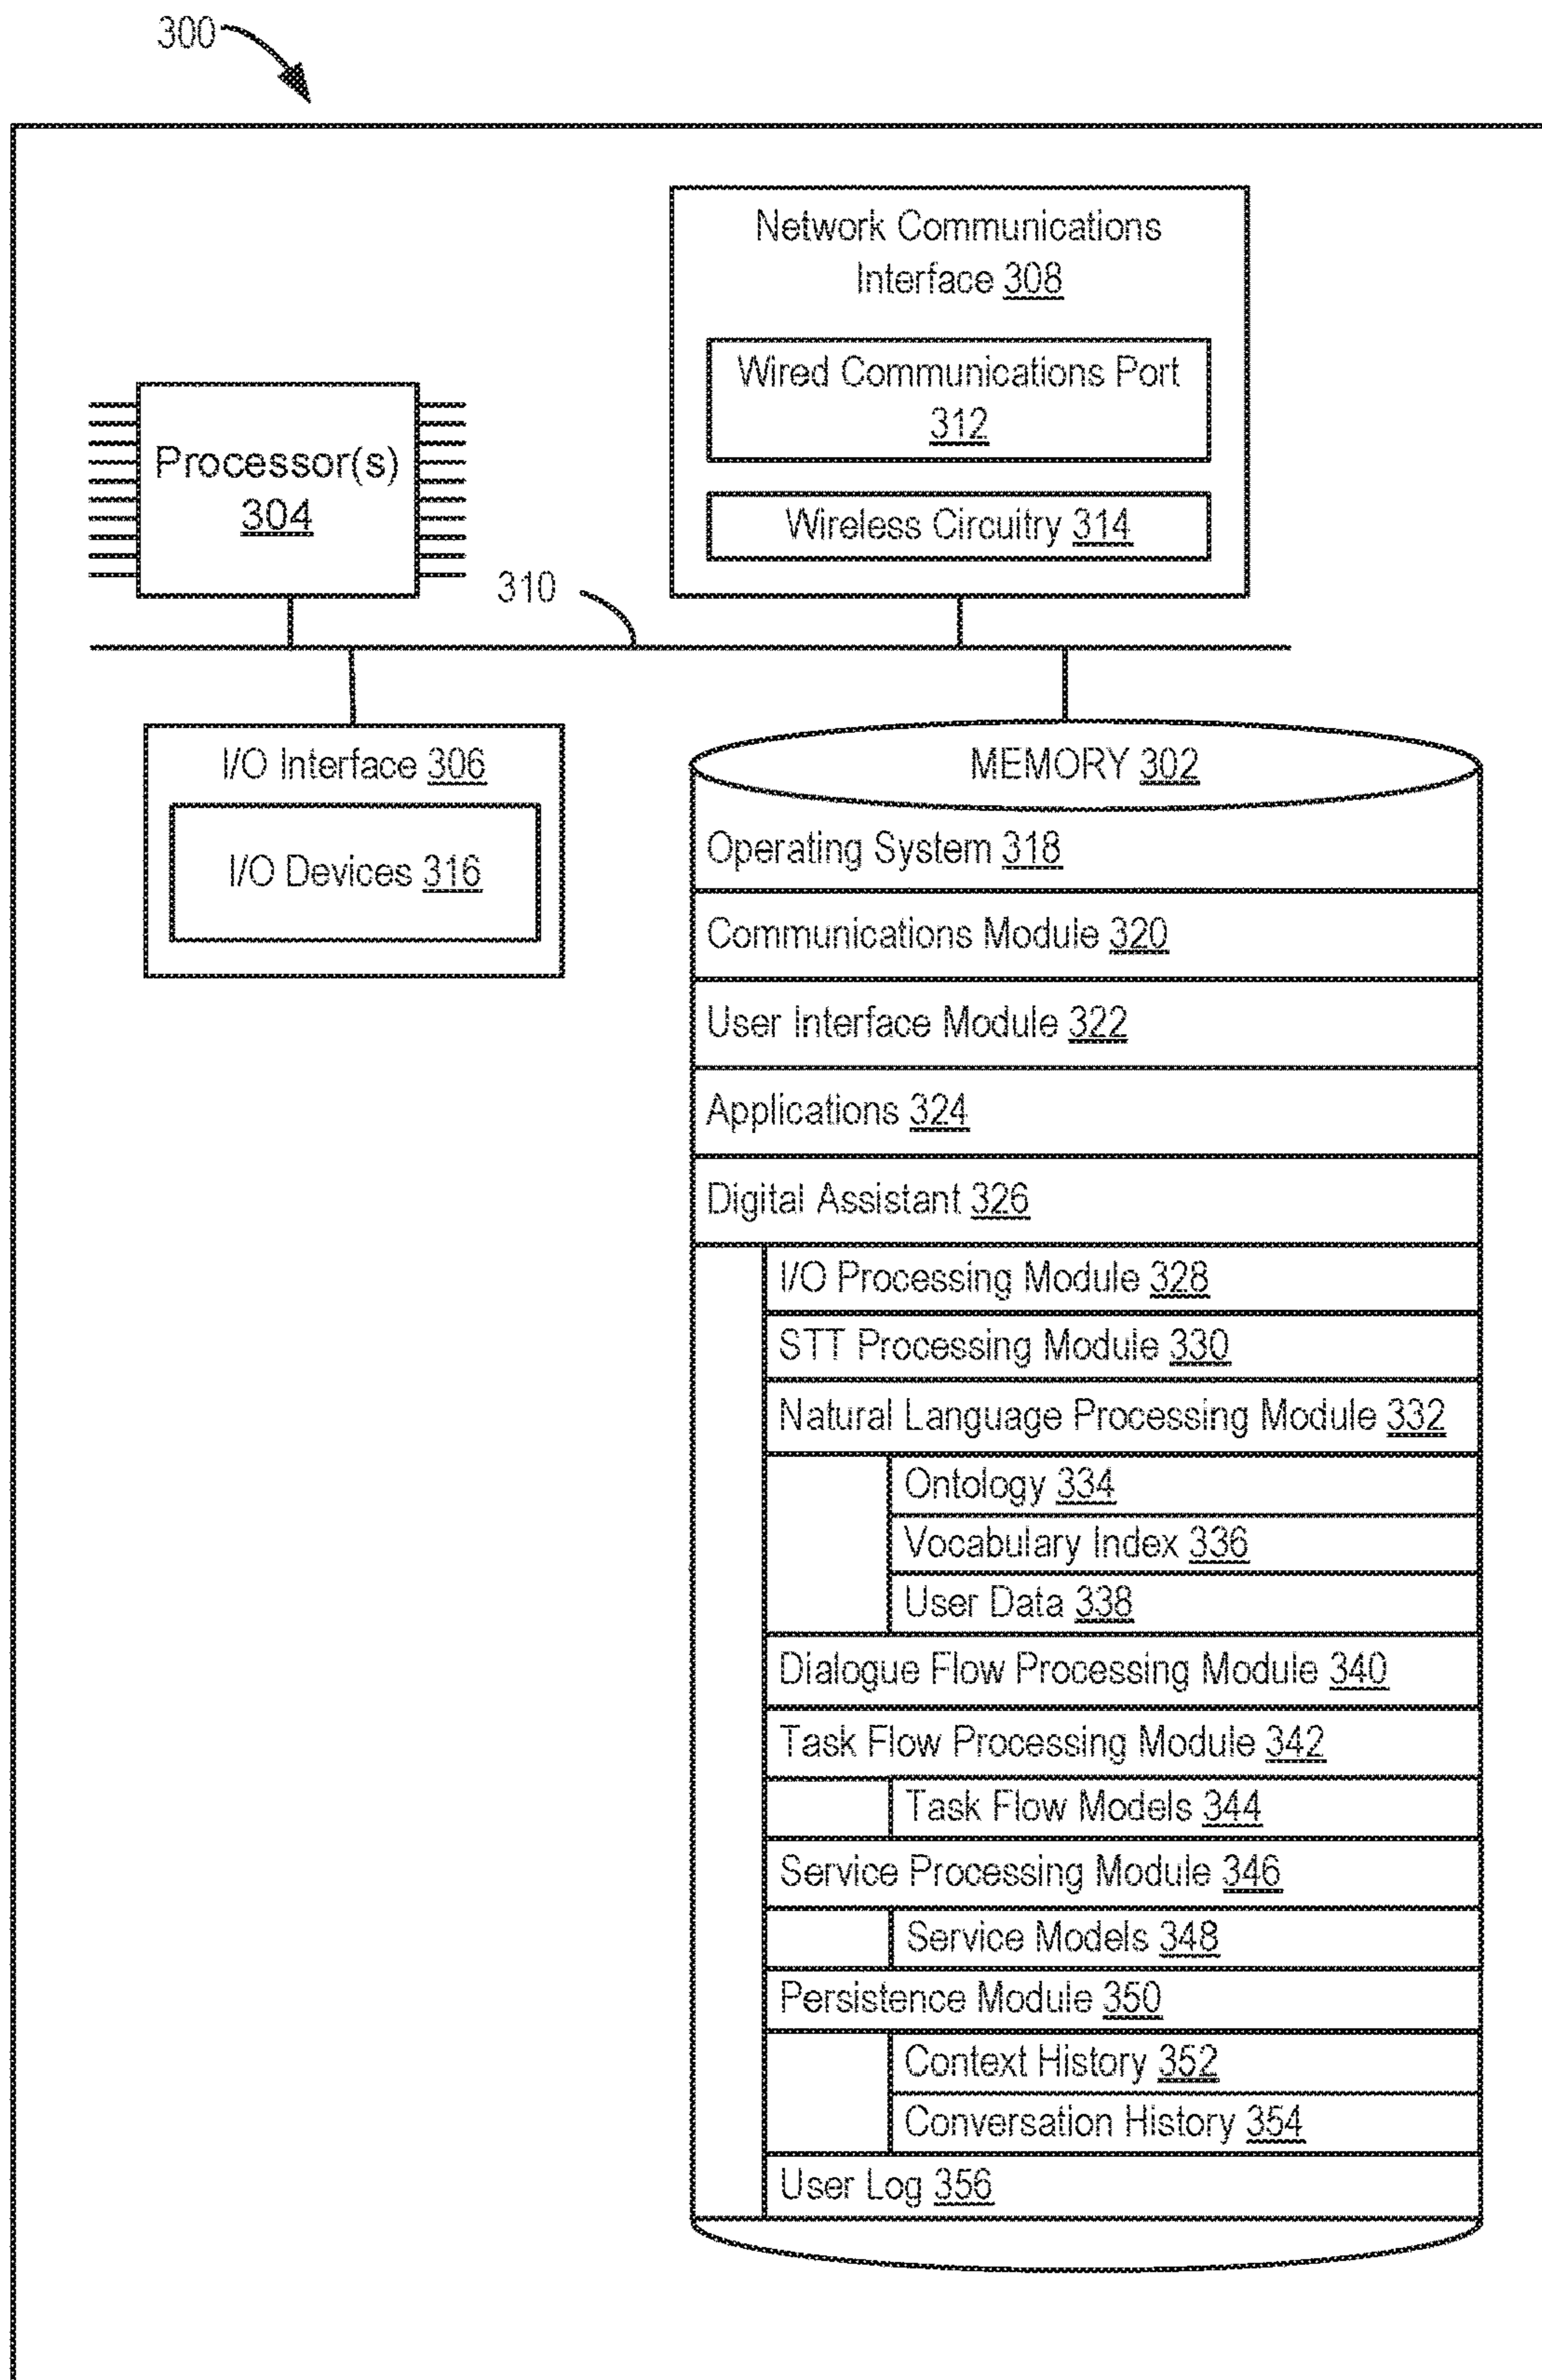 300
Network Communications
Interface 308
Wired Communications Port
312
Wireless Circuitry 314
Processor(s)
304
310
I/O Interface 306
I/O Devices 316
MEMORY 302
Operating System 318
Communications Module 320
User Interface Module 322
Applications 324
Digital Assistant 326
I/O Processing Module 328
STT Processing Module 330
Natural Language Processing Module 332
Ontology 334
Vocabulary Index 336
User Data 338
Dialogue Flow Processing Module 340
Task Flow Processing Module 342
Task Flow Models 344
Service Processing Module 346
Service Models 348
Persistence Module 350
Context History 352
Conversation History 354
User Log 356